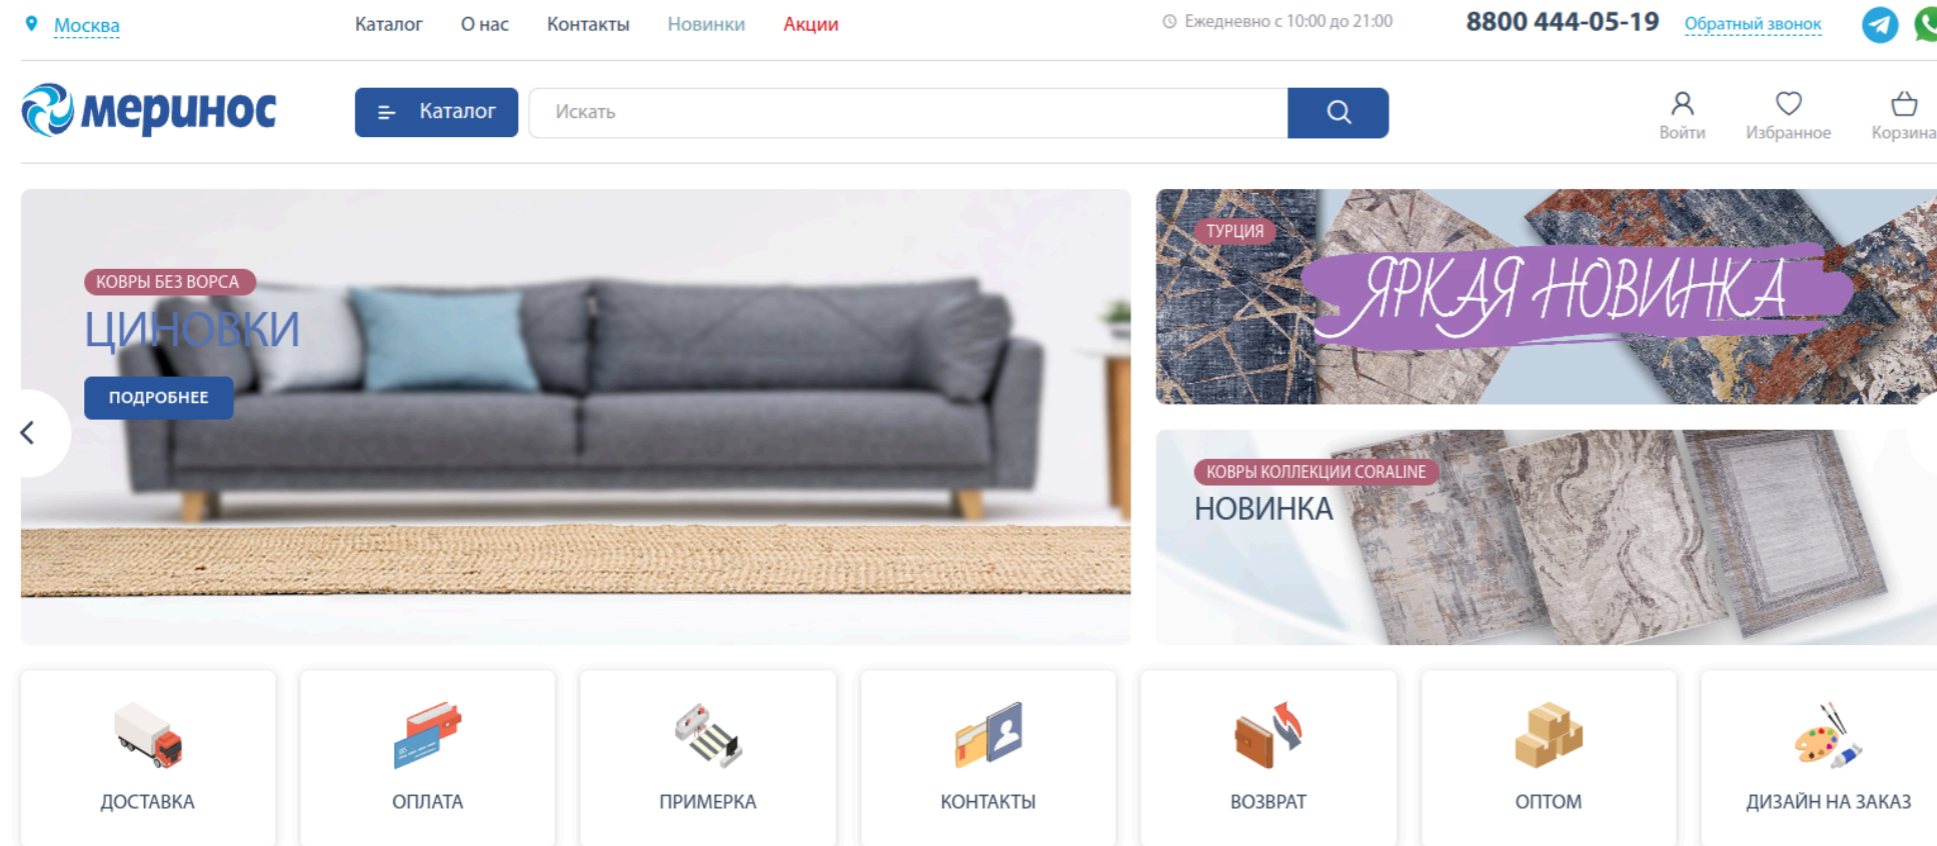 Москва
Каталог О нас Контакты Новинки Акции
Ежедневно с 10:00 до 21:00
8800 444-05-19
Обратный звонок
меринос
Каталог
Искать
Войти
Избранное
Корзина
КОВРЫ БЕЗ ВОРСА
ЦИНОВКИ
ПОДРОБНЕЕ
ТУРЦИЯ
ЯРКАЯ НОВИНКА
КОВРЫ КОЛЛЕКЦИИ CORALINE
НОВИНКА
ДОСТАВКА
ОПЛАТА
ПРИМЕРКА
КОНТАКТЫ
ВОЗВРАТ
ОПТОМ
ДИЗАЙН НА ЗАКАЗ